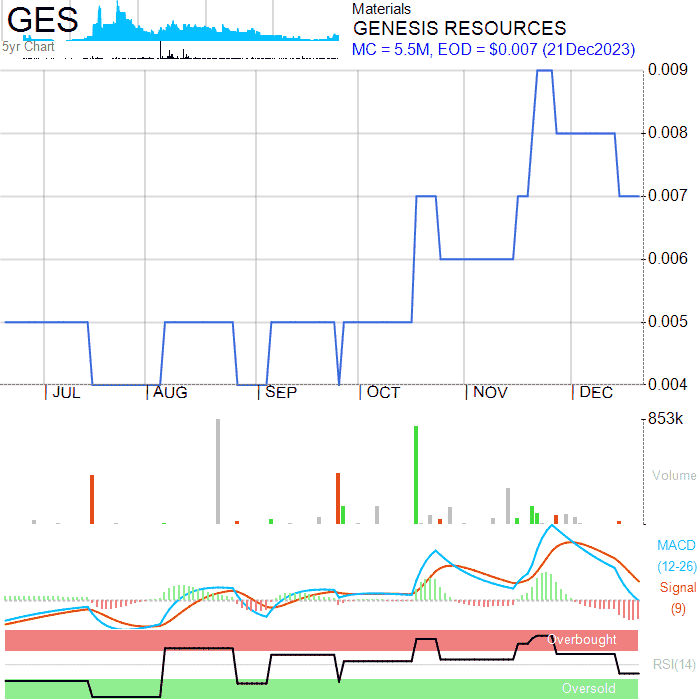 GES
5yr Chart
Materials
GENESIS RESOURCES
MC = 5.5M, EOD = $0.007 (21Dec2023)
0.009
0.008
0.007
0.006
0.005
0.004
JUL AUG SEP OCT NOV DEC
853k
Volume
MACD
(12-26)
Signal
(9)
Overbought
RSI(14)
Oversold